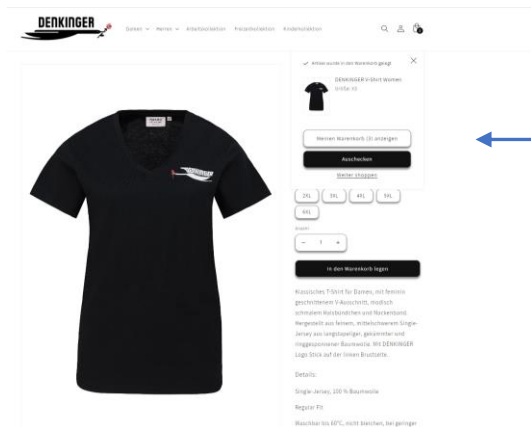 DENKINGER
Damen
Herren
Arbeitskollektion
Freizeitkollektion
Kinderkollektion
Artikel wurde in den Warenkorb gelegt
DENKINGER V-Shirt Women
Größe: XS
Meinen Warenkorb (3) anzeigen
Auschecken
Weiter shoppen
2XL 3XL 4XL 5XL
6XL
Anzahl
- 1 +
In den Warenkorb legen
Klassisches T-Shirt für Damen, mit feminin
geschnittenem V-Ausschnitt, modisch
schmalem Halsbündchen und Nackenband.
Hergestellt aus feinem, mittelschwerem Single-
Jersey aus langstapeliger, gekämmter und
ringgesponnener Baumwolle. Mit DENKINGER
Logo Stick auf der linken Brustseite.
Details:
Single-Jersey, 100 % Baumwolle
Regular Fit
Waschbar bis 60°C, nicht bleichen, bei geringer